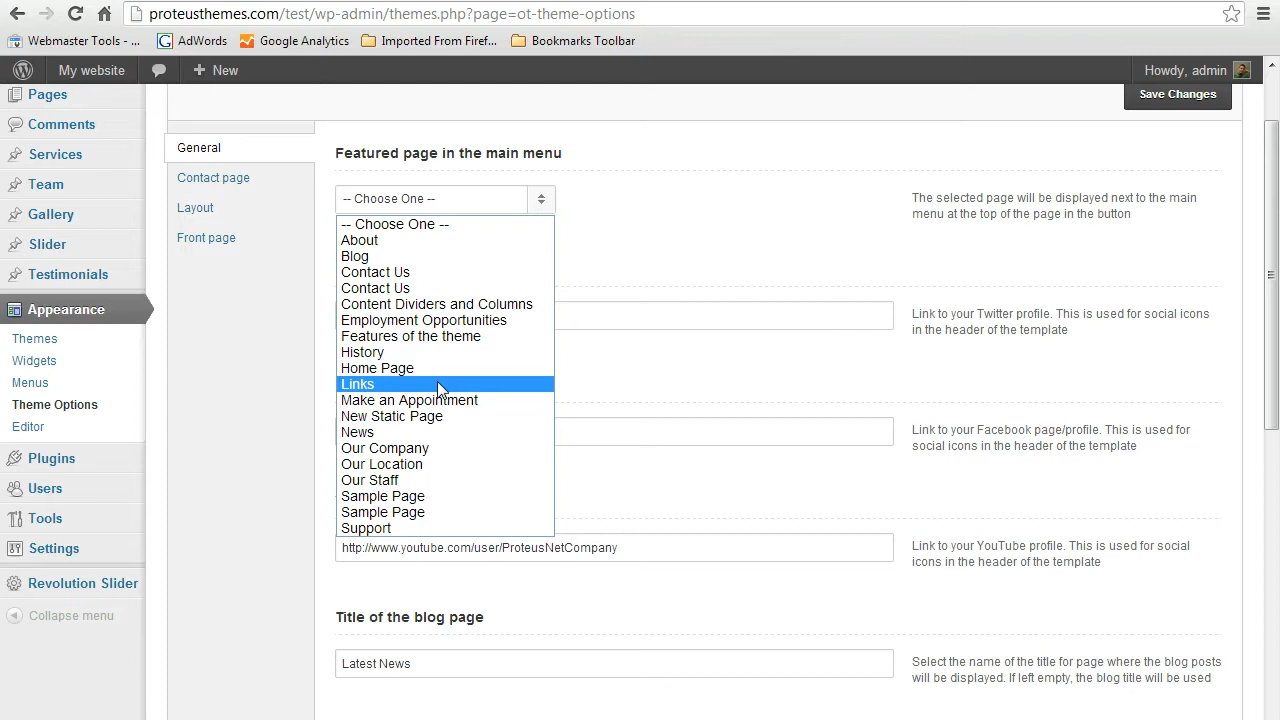 proteusthemes.com/test/wp-admin/themes.php?page=ot-theme-options
Webmaster Tools - ... AdWords Google Analytics Imported From Firef... Bookmarks Toolbar
My website New Howdy, admin
Pages
Comments
Services
Team
Gallery
Slider
Testimonials
Appearance
Themes
Widgets
Menus
Theme Options
Editor
Plugins
Users
Tools
Settings
Revolution Slider
Collapse menu
Save Changes
General
Contact page
Layout
Front page
Featured page in the main menu
-- Choose One --
The selected page will be displayed next to the main
menu at the top of the page in the button
-- Choose One --
About
Blog
Contact Us
Contact Us
Content Dividers and Columns
Employment Opportunities
Features of the theme
History
Home Page
Links
Make an Appointment
New Static Page
News
Our Company
Our Location
Our Staff
Sample Page
Sample Page
Support
Link to your Twitter profile. This is used for social icons
in the header of the template
Link to your Facebook page/profile. This is used for
social icons in the header of the template
http://www.youtube.com/user/ProteusNetCompany
Link to your YouTube profile. This is used for social
icons in the header of the template
Title of the blog page
Latest News
Select the name of the title for page where the blog posts
will be displayed. If left empty, the blog title will be used